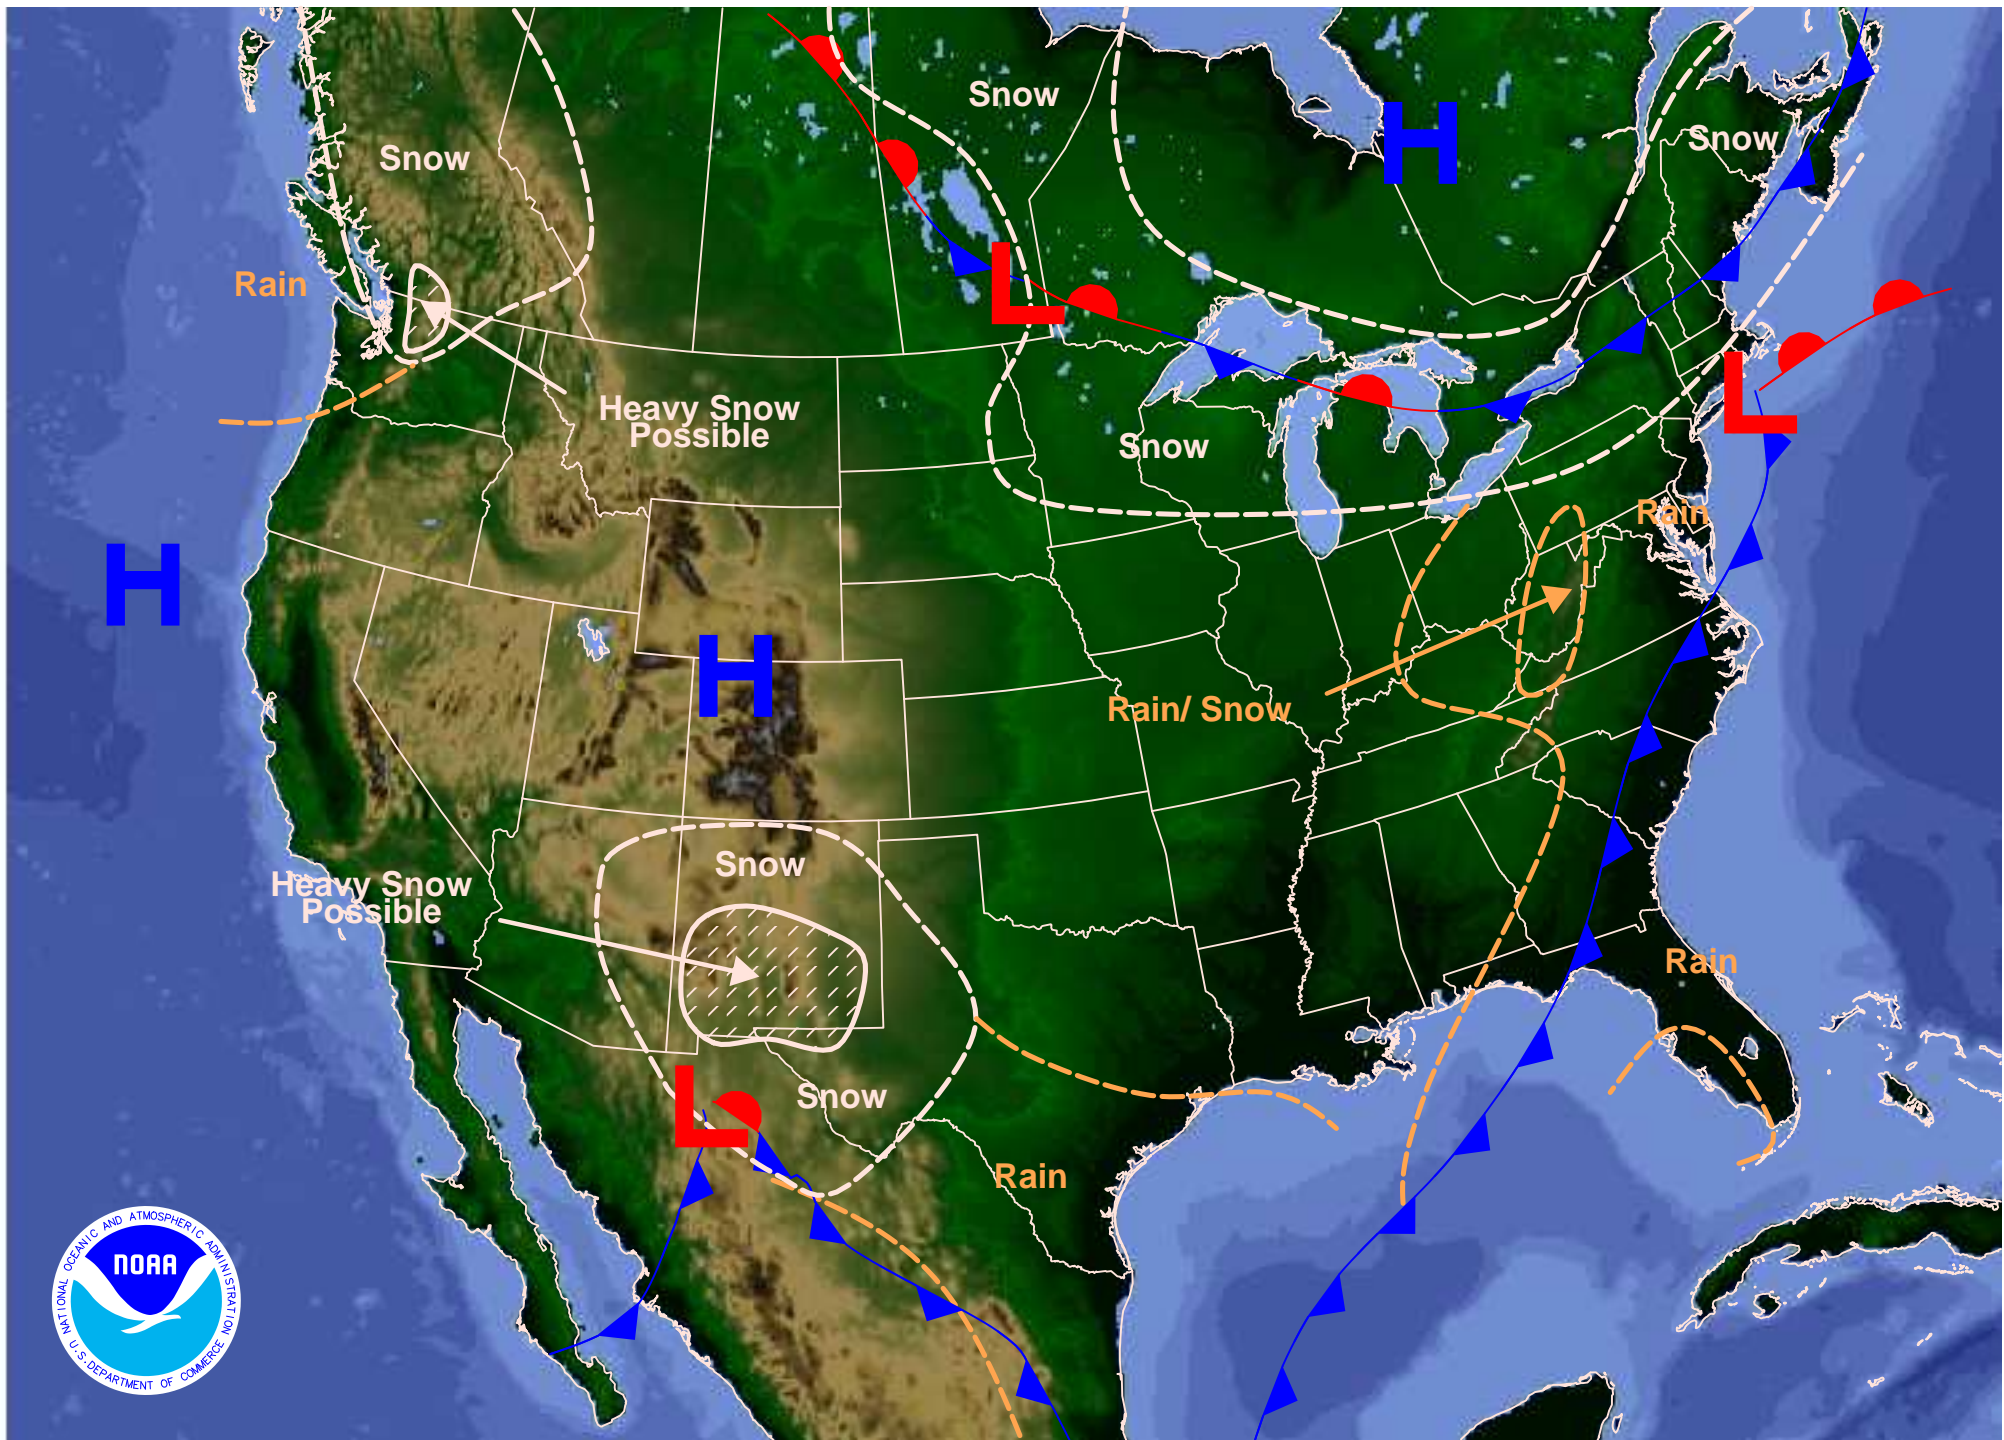 Snow
H
Snow
Snow
Rain
L
L
Heavy Snow
Possible
Snow
Rain
H
H
Rain/ Snow
Snow
Heavy Snow
Possible
Rain
L
Snow
Rain
NATIONAL OCEANIC AND ATMOSPHERIC ADMINISTRATION
NOAA
U.S. DEPARTMENT OF COMMERCE